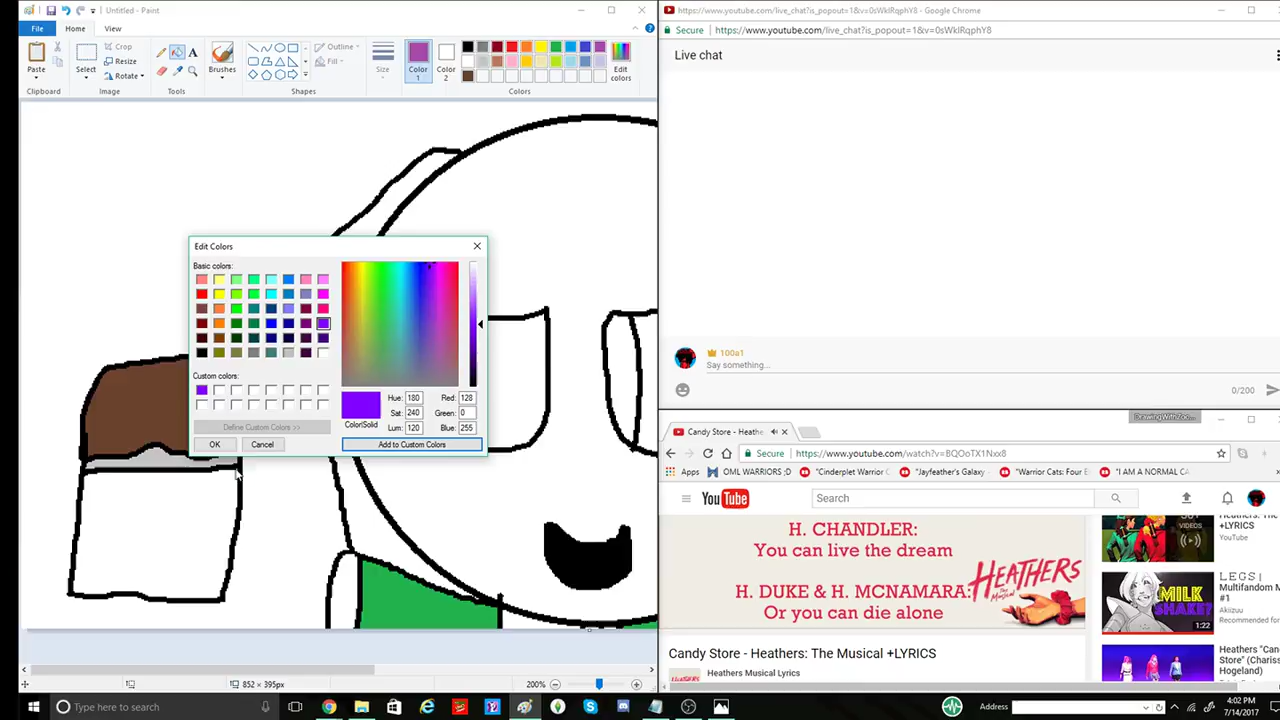 Untitled - Paint
File
Home
View
Paste
Select
Crop
Resize
Rotate
Brushes
Outline
Fill
Size
Color
1
Color
2
Edit
colors
Clipboard
Image
Tools
Shapes
Colors
Edit Colors
Basic colors:
Custom colors:
Define Custom Colors >>
OK
Cancel
Color|Solid
Hue: 180
Sat: 240
Lum: 120
Red: 128
Green: 0
Blue: 255
Add to Custom Colors
852 × 395px
200%
https://www.youtube.com/live_chat?is_popout=1&v=0sWkIRqphY8 - Google Chrome
Secure
https://www.youtube.com/live_chat?is_popout=1&v=0sWkIRqphY8
Live chat
100a1
Say something...
0/200
Candy Store - Heathe
Secure
https://www.youtube.com/watch?v=BQOoTX1Nxx8
Apps
OML WARRIORS ;D
"Cinderplet Warrior C
"Jayfeather's Galaxy -
"Warrior Cats: Four E
"I AM A NORMAL CA
YouTube
Search
H. CHANDLER:
You can live the dream
H. DUKE & H. MCNAMARA:
Or you can die alone
HEATHERS
Candy Store - Heathers: The Musical +LYRICS
Heathers Musical Lyrics
VIDEOS
+LYRICS
YouTube
MILK
SHAKE?
1:22
L E G S |
Multifandom M
#1
Akiizuu
Recommended for
Heathers "Can
Store" (Chariss
Hogeland)
Type here to search
Address
4:02 PM
7/14/2017